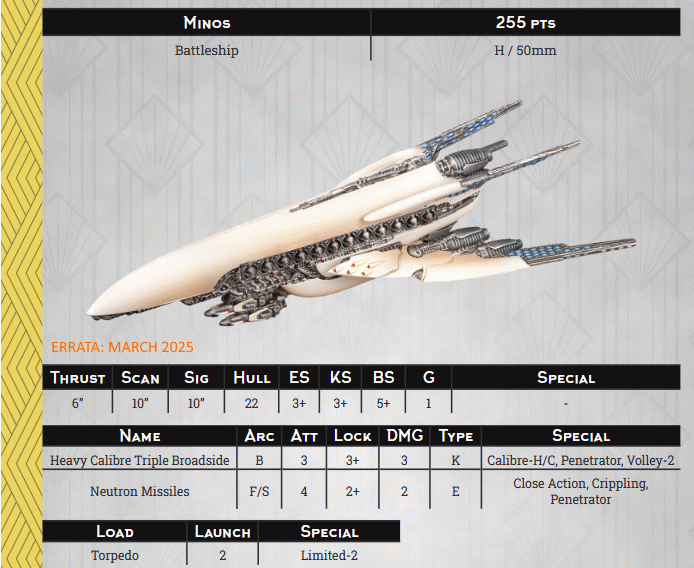 Minos 255 pts
Battleship H / 50mm
ERRATA: MARCH 2025
Thrust Scan Sig Hull ES KS BS G Special
6” 10” 10” 22 3+ 3+ 5+ 1 -
Name Arc Att Lock DMG Type Special
Heavy Calibre Triple Broadside B 3 3+ 3 K Calibre-H/C, Penetrator, Volley-2
Neutron Missiles F/S 4 2+ 2 E Close Action, Crippling,
Penetrator
Load Launch Special
Torpedo 2 Limited-2